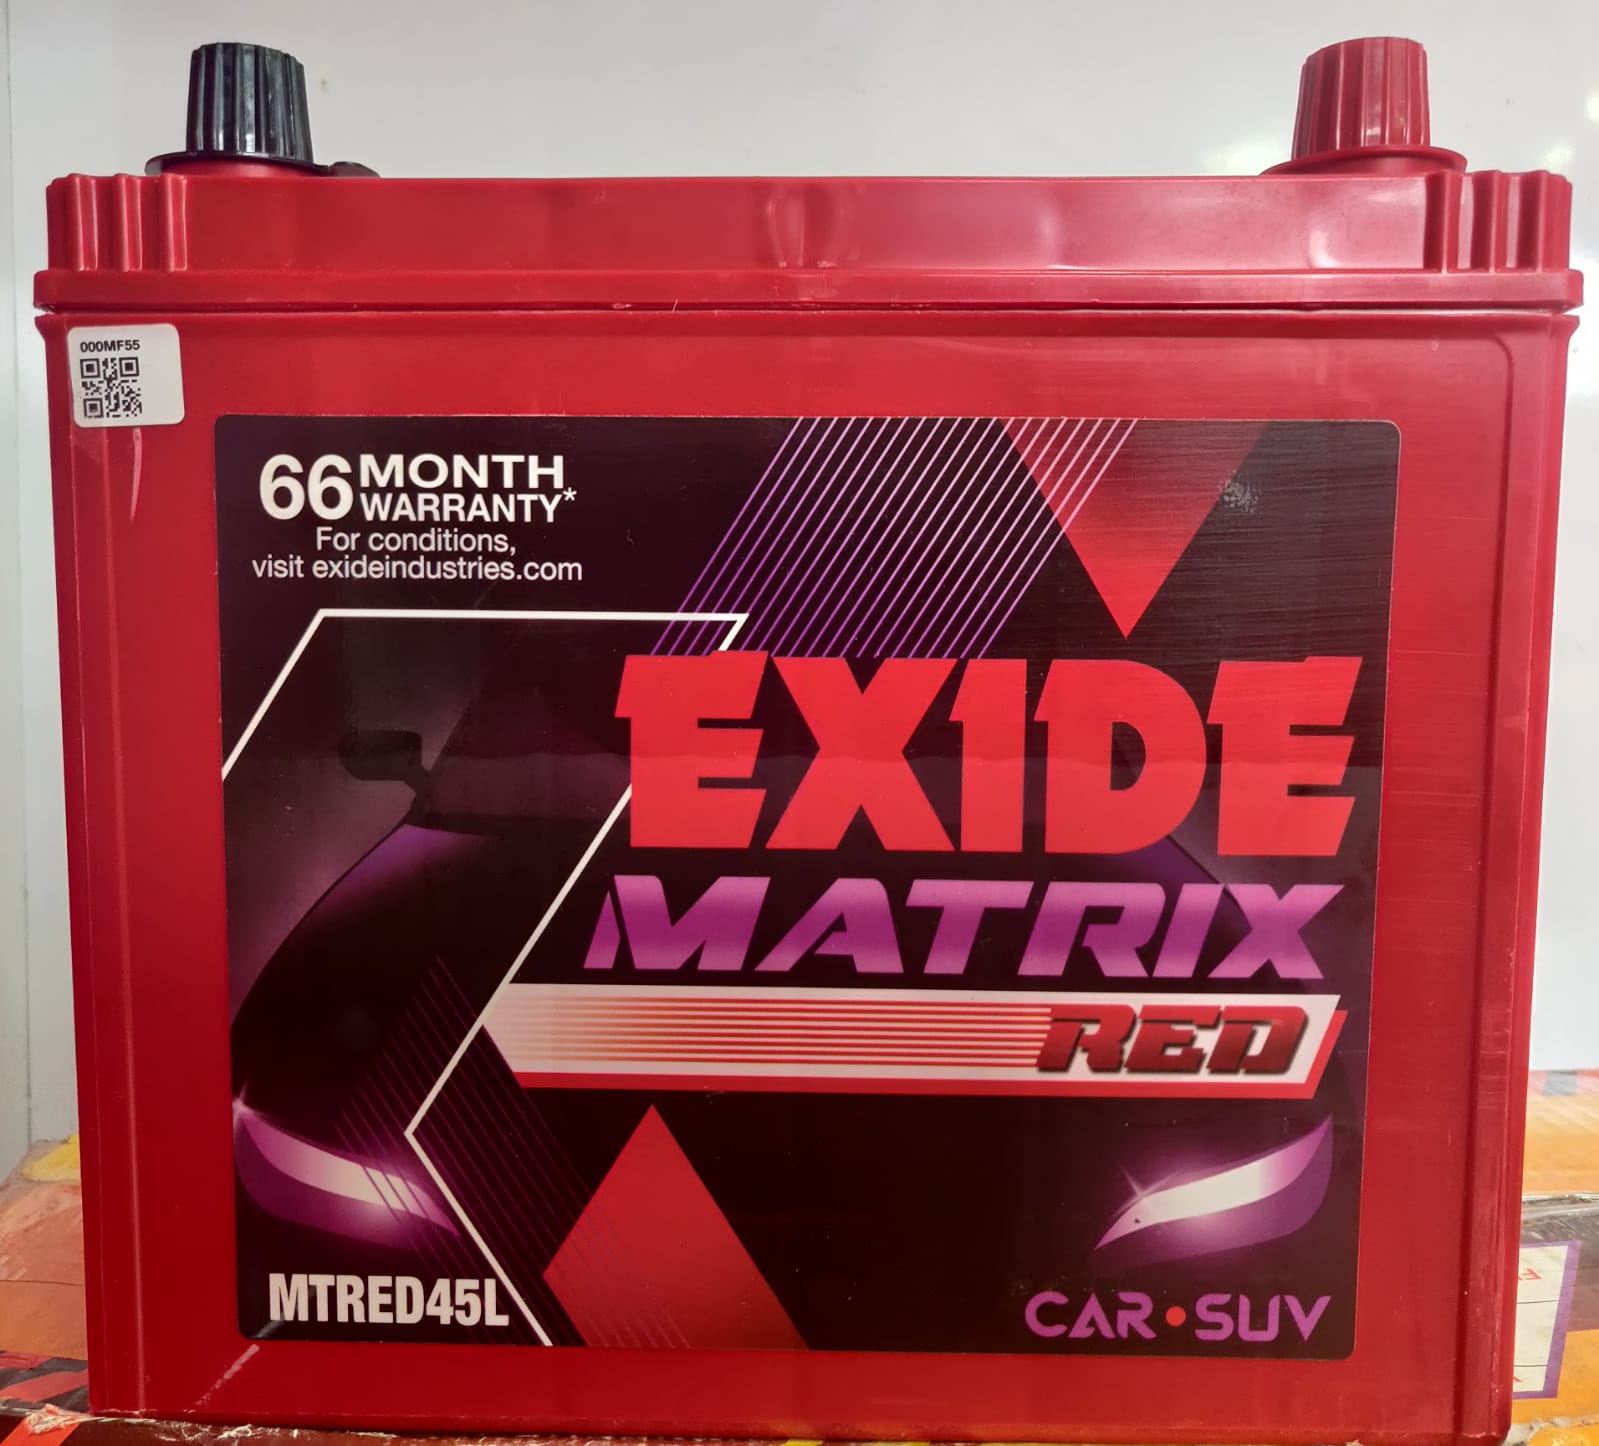 000MF55
66 MONTH
WARRANTY*
For conditions,
visit exideindustries.com
EXIDE
MATRIX
RED
MTRED45L
CAR•SUV